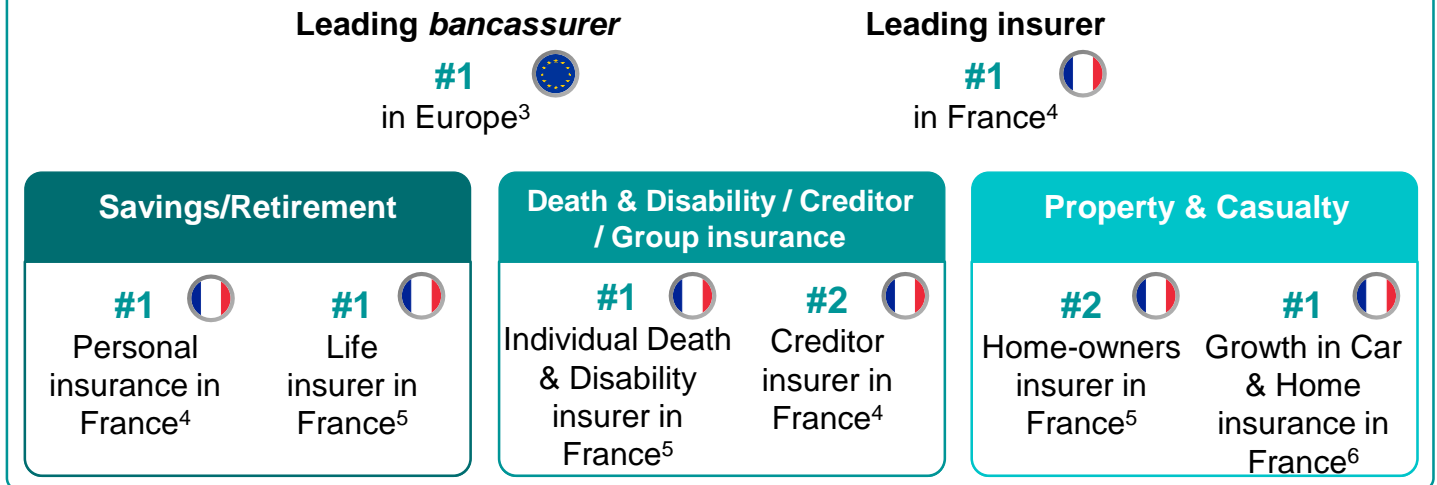 Leading bancassurer
#1
in Europe3
Leading insurer
#1
in France4
Savings/Retirement
#1
Personal
insurance in
France4
#1
Life
insurer in
France5
Death & Disability / Creditor
/ Group insurance
#1
Individual Death
& Disability
insurer in
France5
#2
Creditor
insurer in
France4
Property & Casualty
#2
Home-owners
insurer in
France5
#1
Growth in Car
& Home
insurance in
France6